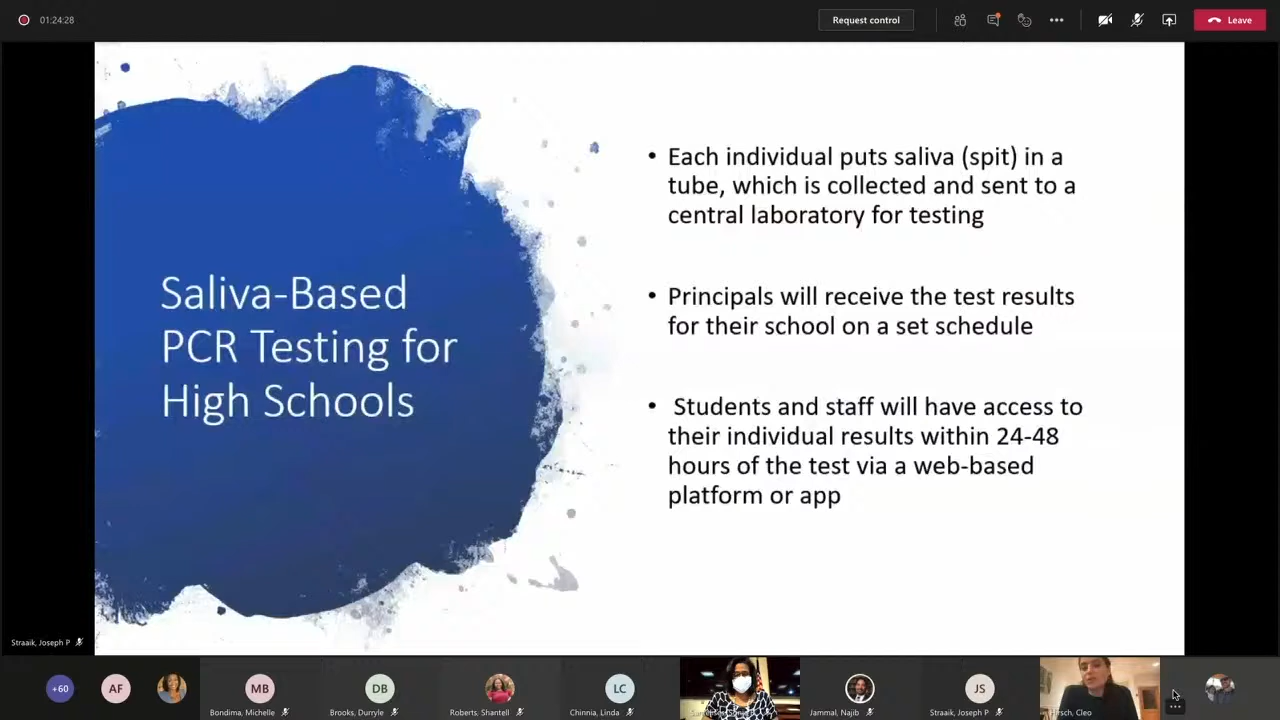 01:24:28
Request control
Leave
Saliva-Based
PCR Testing for
High Schools
• Each individual puts saliva (spit) in a
tube, which is collected and sent to a
central laboratory for testing
• Principals will receive the test results
for their school on a set schedule
• Students and staff will have access to
their individual results within 24-48
hours of the test via a web-based
platform or app
Straaik, Joseph P
+60
AF
MB
Bondima, Michelle
DB
Brooks, Durryle
Roberts, Shantell
LC
Chinnia, Linda
Jammal, Najib
JS
Straaik, Joseph P
Cleo